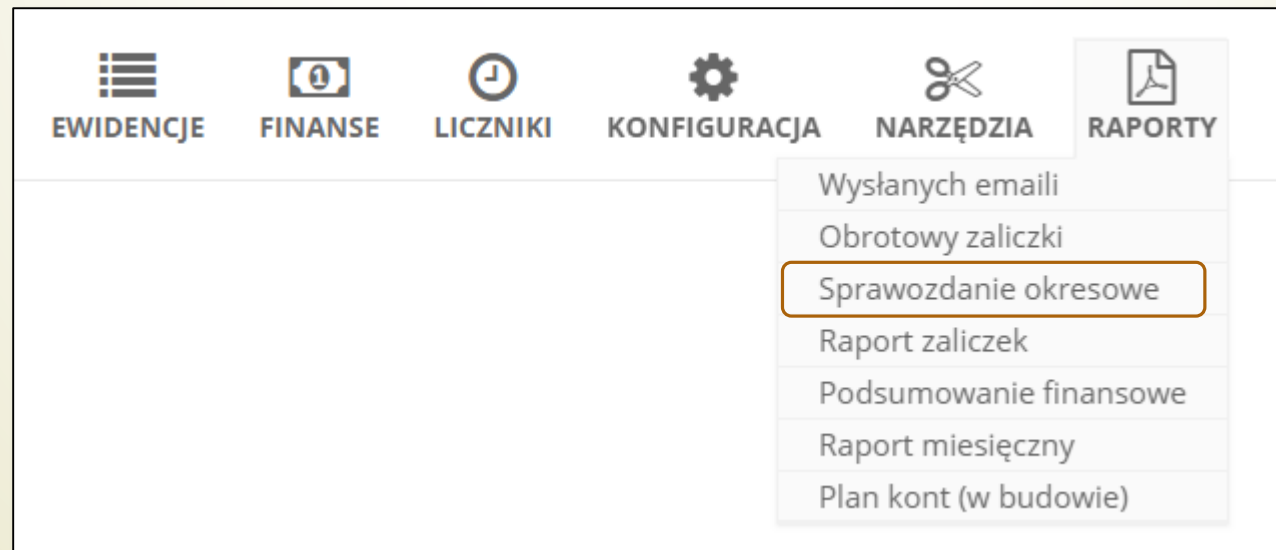 EWIDENCJE FINANSE LICZNIKI KONFIGURACJA NARZĘDZIA RAPORTY
Wysłanych emaili
Obrotowy zaliczki
Sprawozdanie okresowe
Raport zaliczek
Podsumowanie finansowe
Raport miesięczny
Plan kont (w budowie)